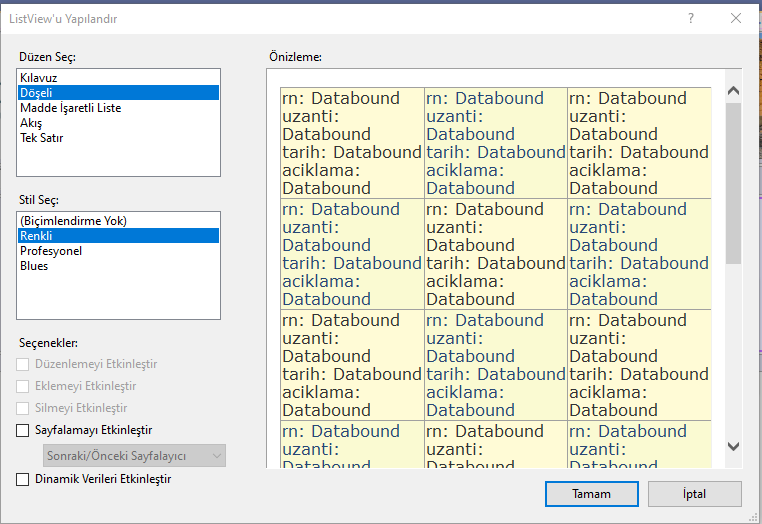 ListView'u Yapılandır
?
Düzen Seç:
Kılavuz
Döşeli
Madde İşaretli Liste
Akış
Tek Satır
Stil Seç:
(Biçimlendirme Yok)
Renkli
Profesyonel
Blues
Seçenekler:
Düzenlemeyi Etkinleştir
Eklemeyi Etkinleştir
Silmeyi Etkinleştir
Sayfalamayı Etkinleştir
Sonraki/Önceki Sayfalayıcı
Dinamik Verileri Etkinleştir
Önizleme:
rn: Databound rn: Databound rn: Databound
uzanti: uzanti: uzanti:
Databound Databound Databound
tarih: Databound tarih: Databound tarih: Databound
aciklama: aciklama: aciklama:
Databound Databound Databound
rn: Databound rn: Databound rn: Databound
uzanti: uzanti: uzanti:
Databound Databound Databound
tarih: Databound tarih: Databound tarih: Databound
aciklama: aciklama: aciklama:
Databound Databound Databound
rn: Databound rn: Databound rn: Databound
uzanti: uzanti: uzanti:
Databound Databound Databound
tarih: Databound tarih: Databound tarih: Databound
aciklama: aciklama: aciklama:
Databound Databound Databound
rn: Databound rn: Databound rn: Databound
uzanti: uzanti: uzanti:
Databound Databound Databound
Tamam
İptal